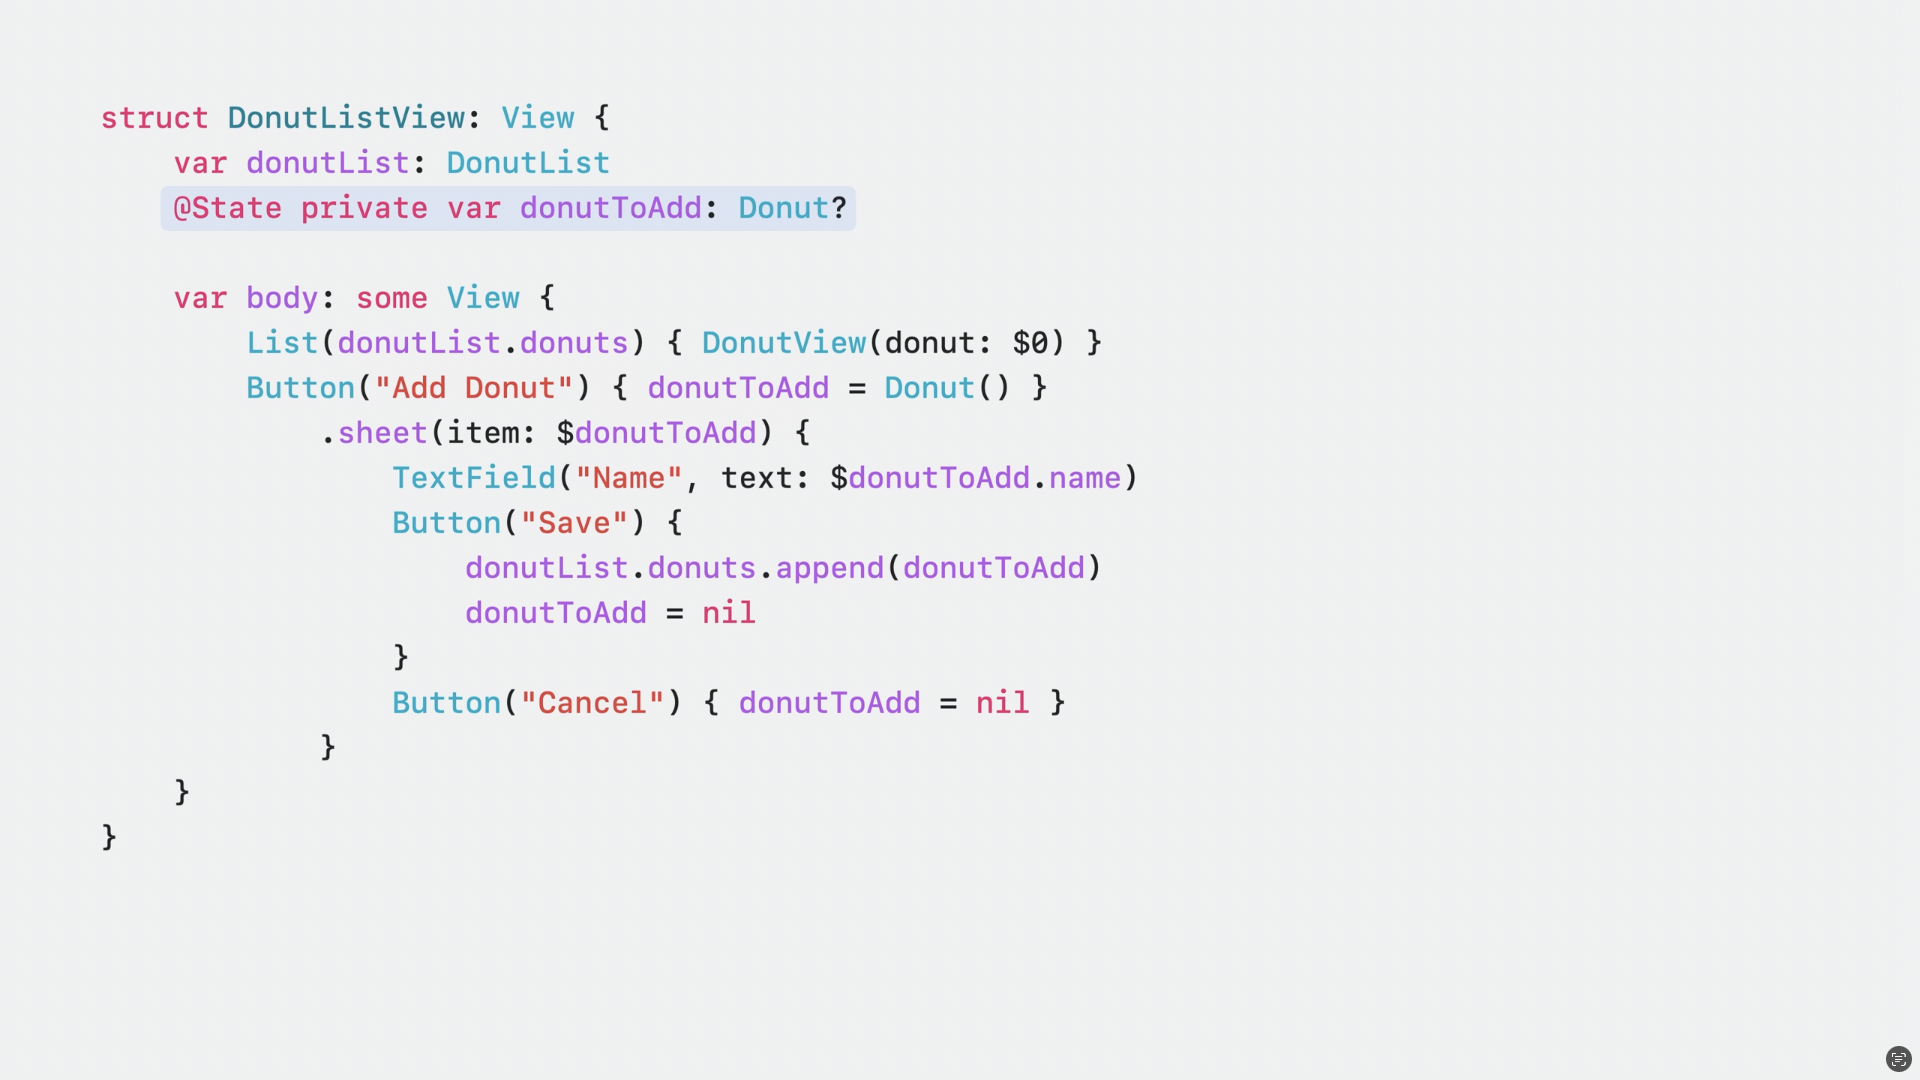 struct DonutListView: View {
    var donutList: DonutList
    @State private var donutToAdd: Donut?

    var body: some View {
        List(donutList.donuts) { DonutView(donut: $0) }
        Button("Add Donut") { donutToAdd = Donut() }
            .sheet(item: $donutToAdd) {
                TextField("Name", text: $donutToAdd.name)
                Button("Save") {
                    donutList.donuts.append(donutToAdd)
                    donutToAdd = nil
                }
                Button("Cancel") { donutToAdd = nil }
            }
    }
}